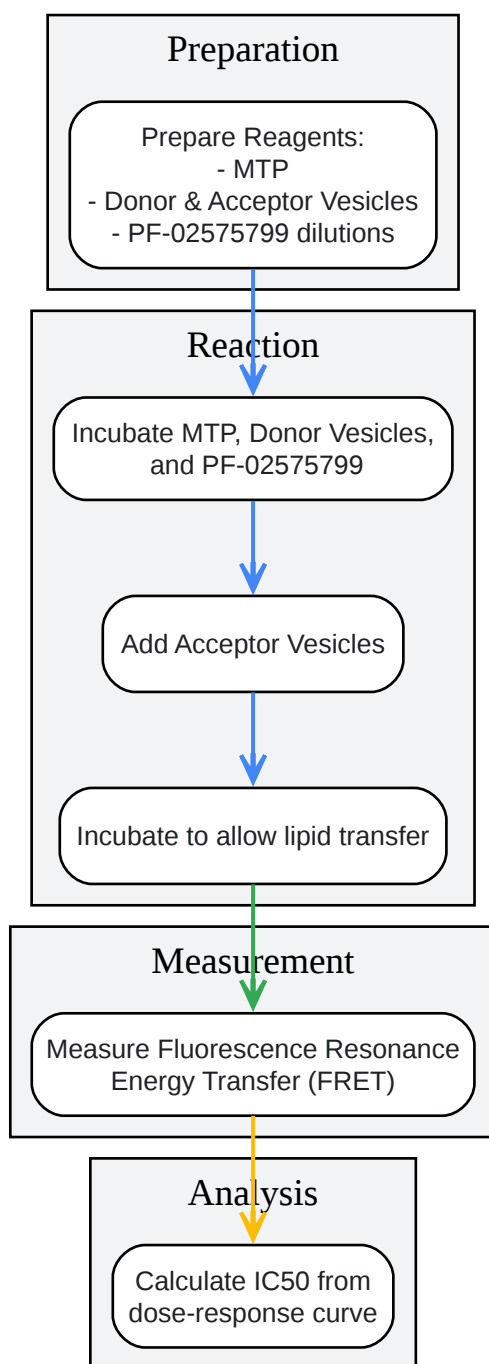 Preparation
Prepare Reagents:
- MTP
- Donor & Acceptor Vesicles
- PF-02575799 dilutions
Reaction
Incubate MTP, Donor Vesicles,
and PF-02575799
Add Acceptor Vesicles
Incubate to allow lipid transfer
Measurement
Measure Fluorescence Resonance
Energy Transfer (FRET)
Analysis
Calculate IC50 from
dose-response curve